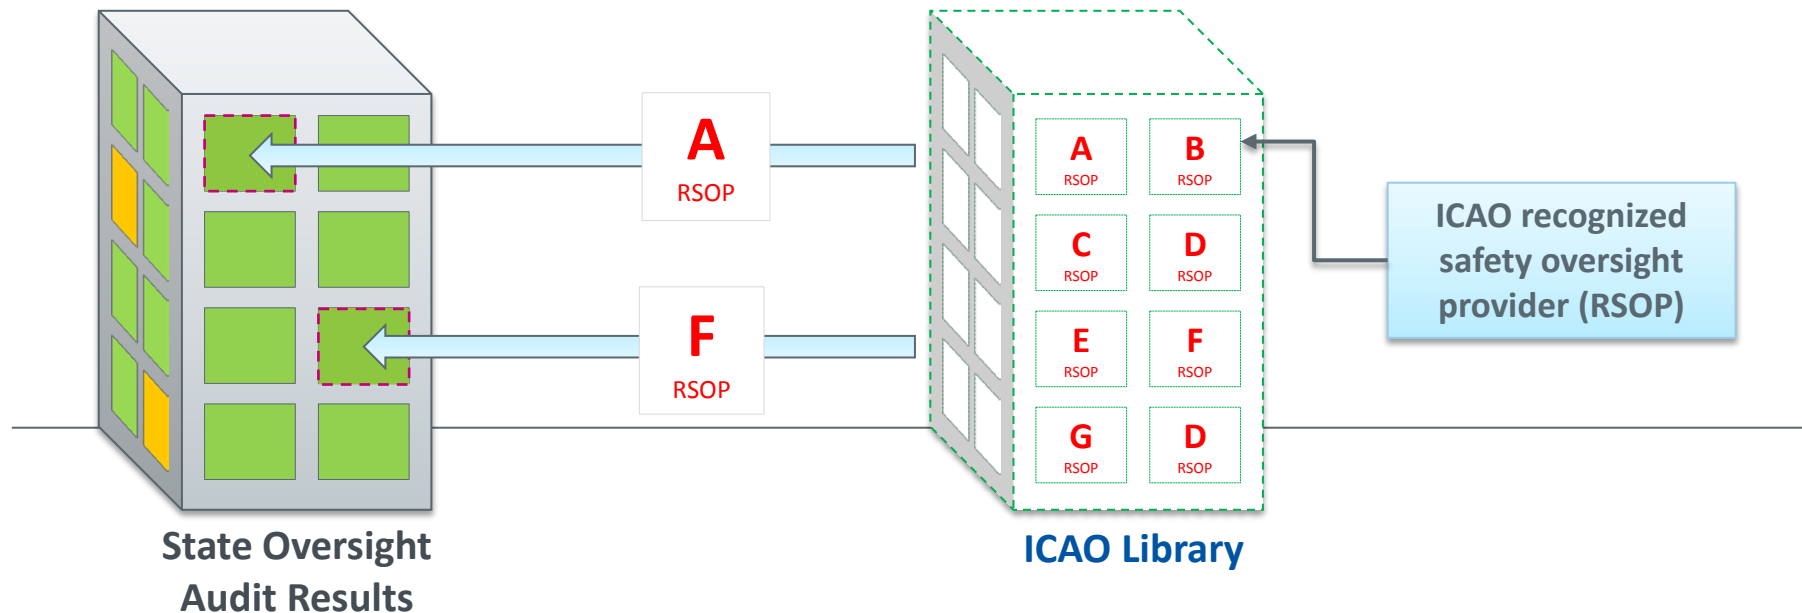 A
RSOP
F
RSOP
A
RSOP
B
RSOP
C
RSOP
D
RSOP
E
RSOP
F
RSOP
G
RSOP
D
RSOP
ICAO recognized
safety oversight
provider (RSOP)
State Oversight
Audit Results
ICAO Library